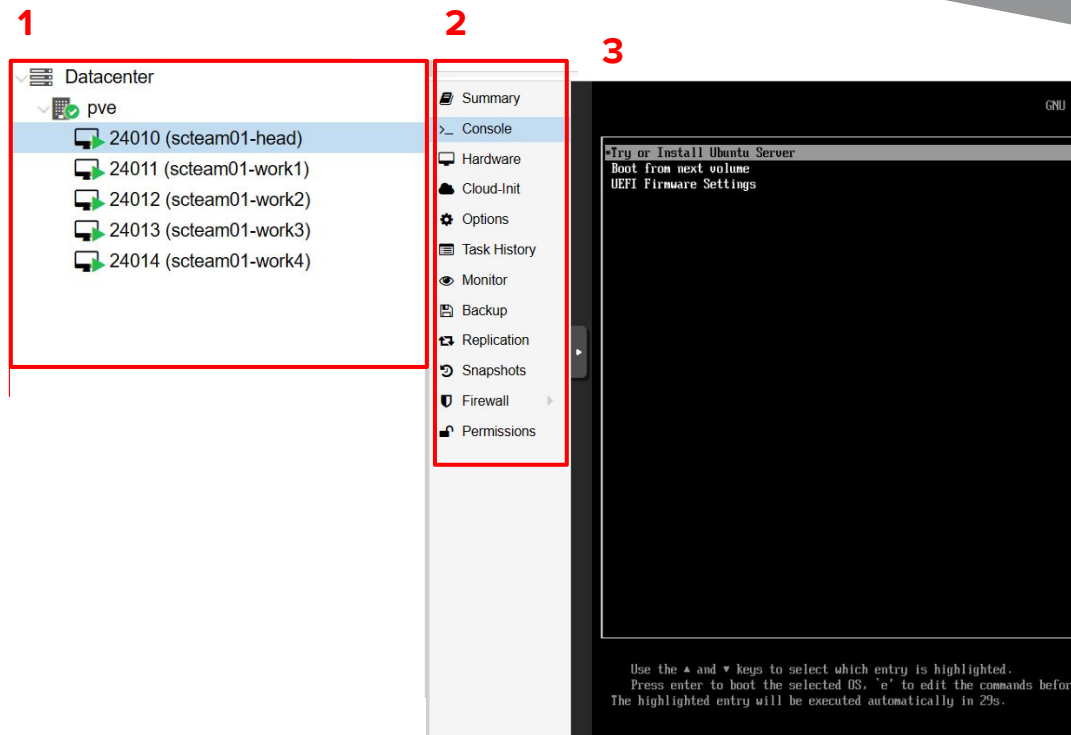 1
2
3
Datacenter
pve
24010 (scteam01-head)
24011 (scteam01-work1)
24012 (scteam01-work2)
24013 (scteam01-work3)
24014 (scteam01-work4)
Summary
>_ Console
Hardware
Cloud-Init
Options
Task History
Monitor
Backup
Replication
Snapshots
Firewall
Permissions
GNU
*Try or Install Ubuntu Server
Boot from next volume
UEFI Firmware Settings
Use the ▲ and ▼ keys to select which entry is highlighted.
Press enter to boot the selected OS, `e' to edit the commands befor
The highlighted entry will be executed automatically in 29s.